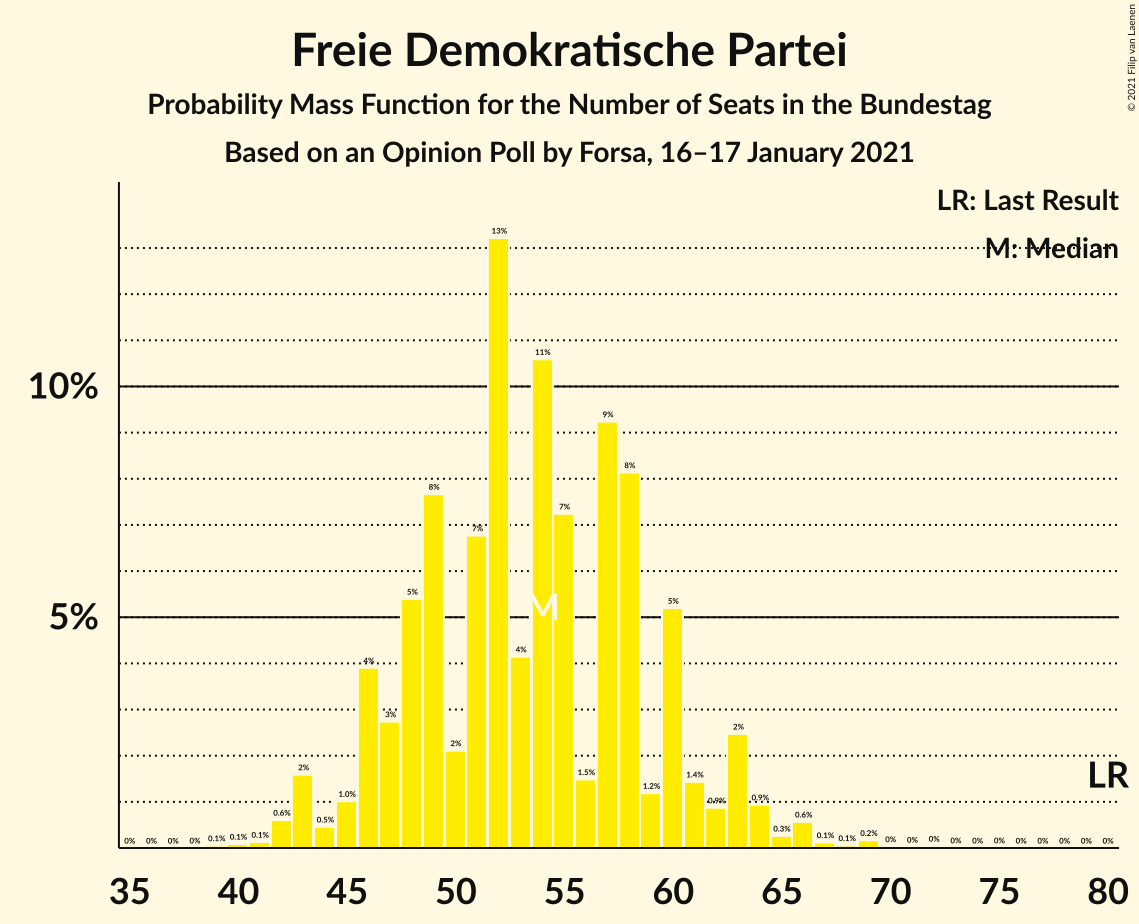 Freie Demokratische Partei
Probability Mass Function for the Number of Seats in the Bundestag
Based on an Opinion Poll by Forsa, 16–17 January 2021
© 2021 Filip van Laenen
LR: Last Result
M: Median
10%
5%
0% 0% 0% 0% 0.1% 0.1% 0.1% 0.6% 2% 0.5% 1.0% 4% 3% 5% 8% 2% 7% 13% 4% 11% 7% 1.5% 9% 8% 1.2% 5% 1.4% 0.9% 2% 0.9% 0.3% 0.6% 0.1% 0.1% 0.2% 0% 0% 0% 0% 0% 0% 0% 0% 0% 0% 0%
M
LR
35 40 45 50 55 60 65 70 75 80